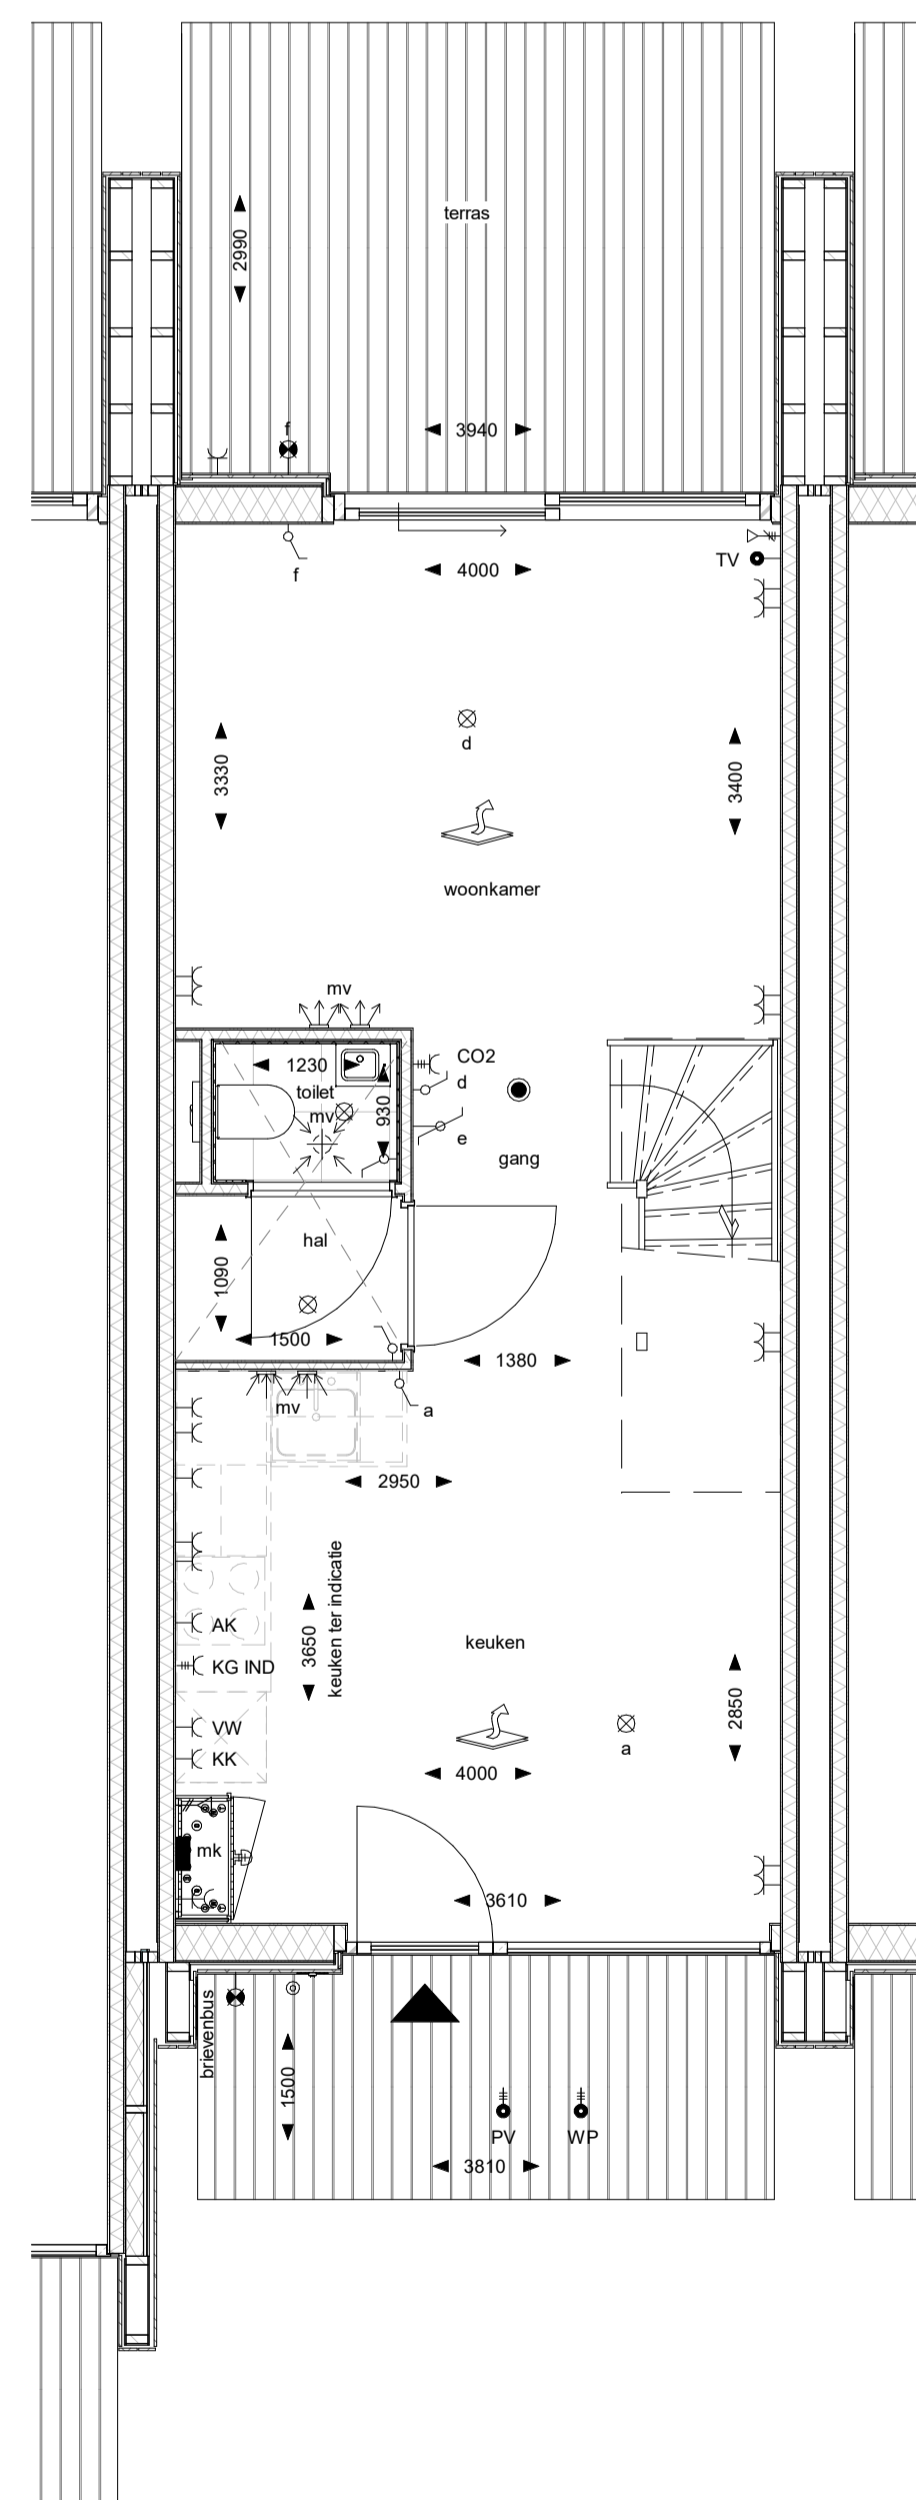 terras
2990
f
3940
f
4000
TV
d
3330
3400
woonkamer
mv
CO2
1230
d
toilet
mv
930
e
gang
hal
1090
1500
1380
mv
a
2950
keuken ter indicatie
3650
AK
keuken
KG IND
2850
VW
a
KK
4000
mk
3610
brievenbus
1500
PV
WP
3810